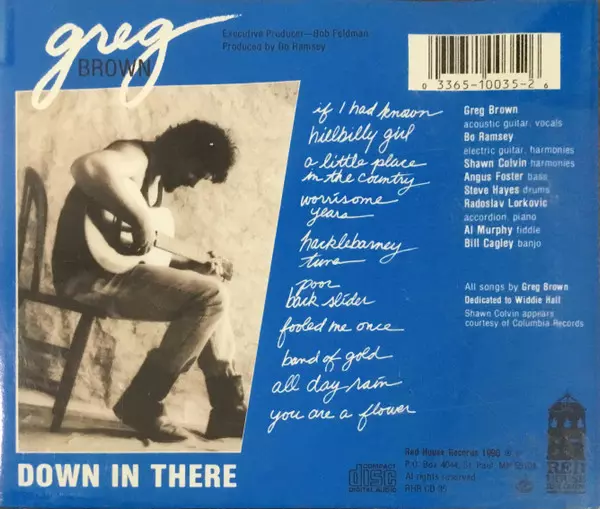 greg
BROWN
Executive Producer—Bob Feldman
Produced by Bo Ramsey
0 3365-10035-2 6
if I had known
hillbilly girl
a little place
in the country
worrisome
years
hacklebarney
tune
poor
back slider
fooled me once
band of gold
all day rain
you are a flower
Greg Brown
acoustic guitar, vocals
Bo Ramsey
electric guitar, harmonies
Shawn Colvin harmonies
Angus Foster bass
Steve Hayes drums
Radoslav Lorkovic
accordion, piano
Al Murphy fiddle
Bill Cagley banjo
All songs by Greg Brown
Dedicated to Widdie Hall
Shawn Colvin appears
courtesy of Columbia Records
DOWN IN THERE
COMPACT
DISC
DIGITAL AUDIO
Red House Records 1990 ®
P.O. Box 4044, St. Paul, MN
All rights reserved.
RHR CD 35
RED
HOUSE